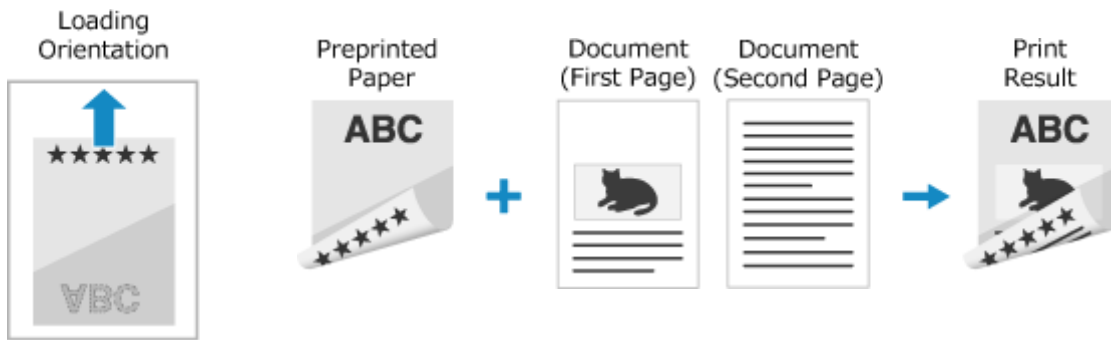 Loading
Orientation
Preprinted
Paper
Document
(First Page)
Document
(Second Page)
Print
Result
ABC
ABC
ABC